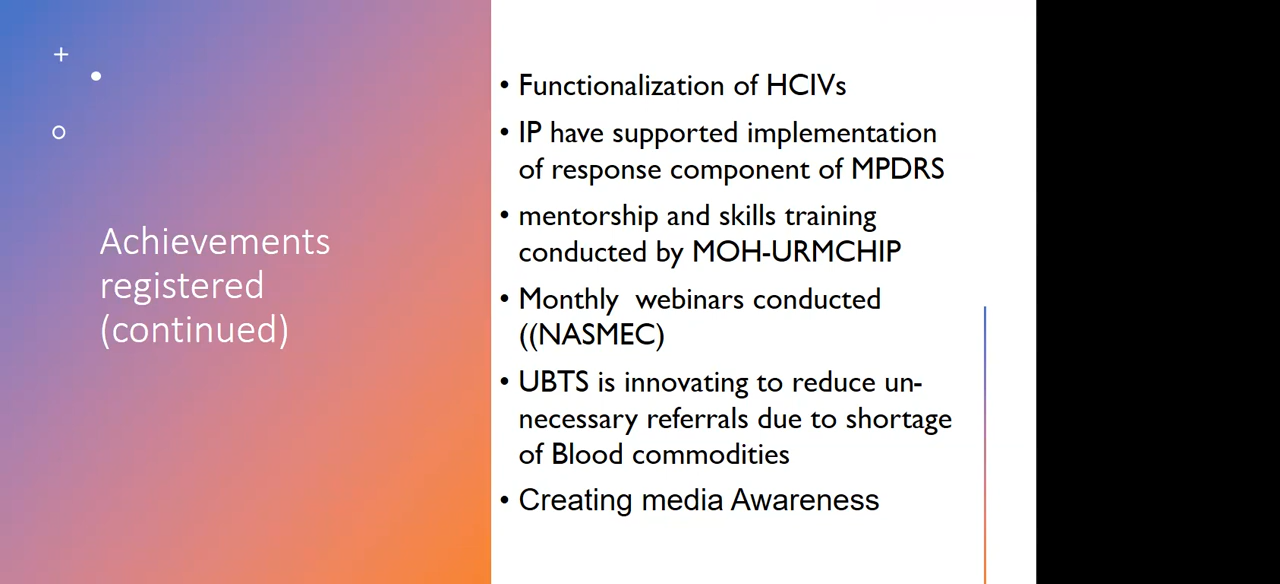 Achievements
registered
(continued)
• Functionalization of HCIVs
• IP have supported implementation
of response component of MPDRS
• mentorship and skills training
conducted by MOH-URMCHIP
• Monthly  webinars conducted
((NASMEC)
• UBTS is innovating to reduce un-
necessary referrals due to shortage
of Blood commodities
• Creating media Awareness